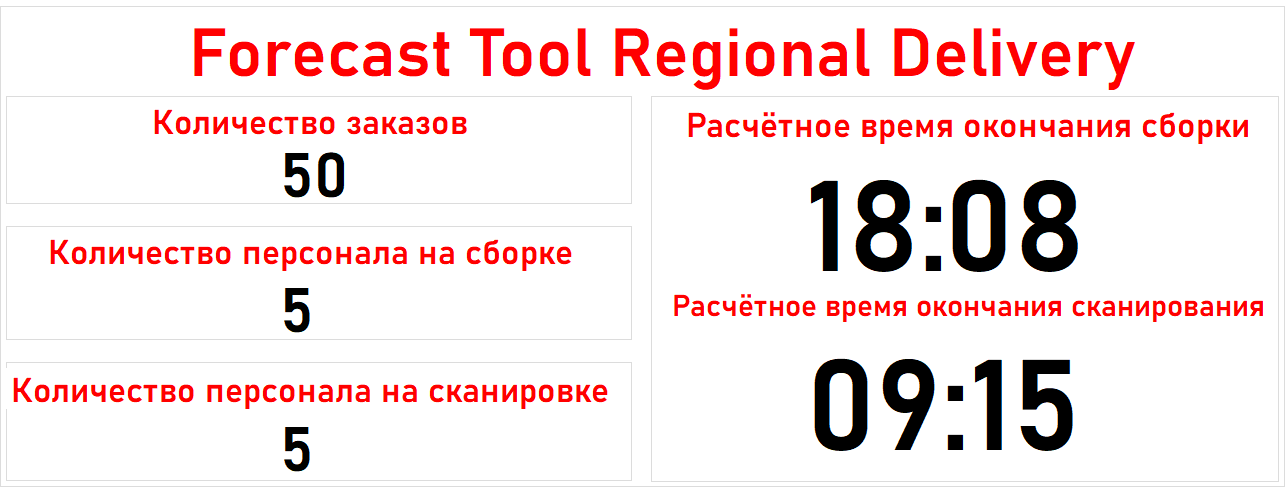 Forecast Tool Regional Delivery
Количество заказов
50
Количество персонала на сборке
5
Количество персонала на сканировке
5
Расчётное время окончания сборки
18:08
Расчётное время окончания сканирования
09:15